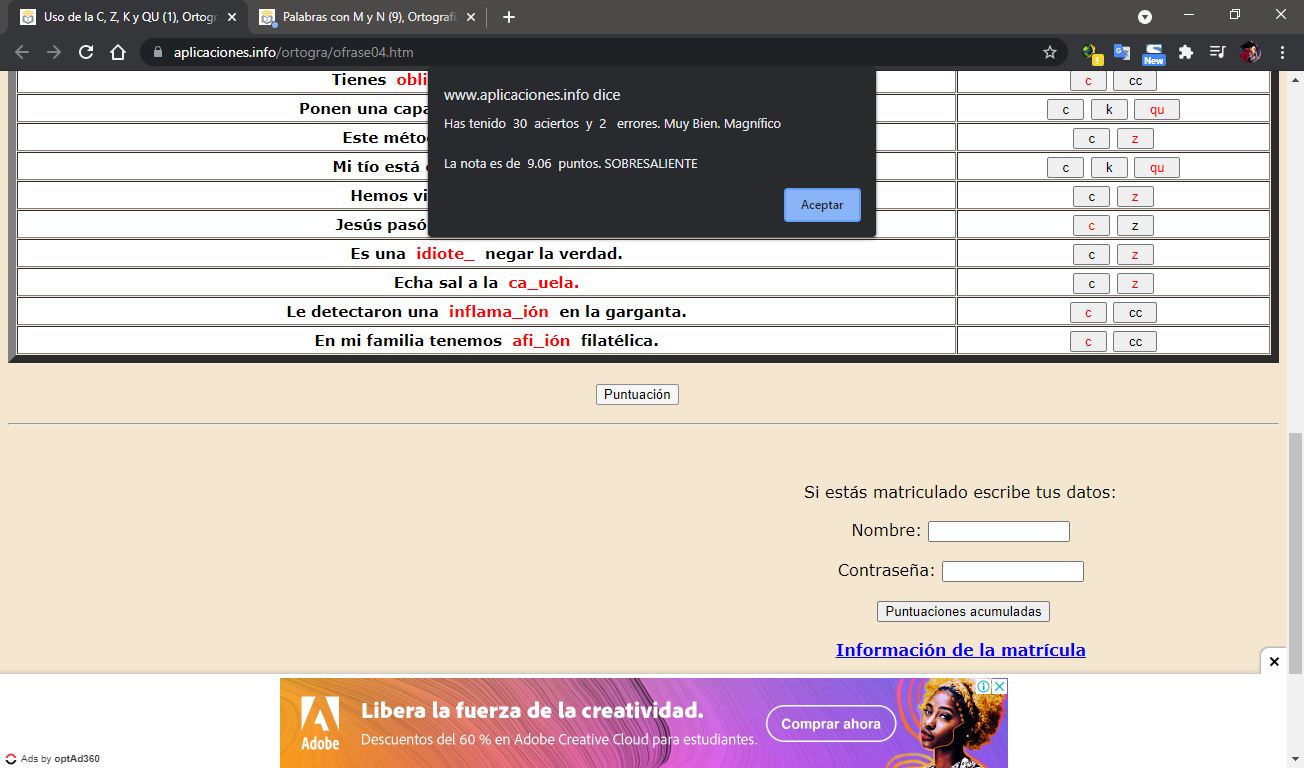 Uso de la C, Z, K y QU (1), Ortogr
Palabras con M y N (9), Ortografí
aplicaciones.info/ortogra/ofrase04.htm
New
www.aplicaciones.info dice
Has tenido 30 aciertos y 2 errores. Muy Bien. Magnífico
La nota es de 9.06 puntos. SOBRESALIENTE
Aceptar
Tienes obli c cc
Ponen una capa c k qu
Este méto c z
Mi tío está c k qu
Hemos vi c z
Jesús pasó c z
Es una idiote_ negar la verdad. c z
Echa sal a la ca_uela. c z
Le detectaron una inflama_ión en la garganta. c cc
En mi familia tenemos afi_ión filatélica. c cc
Puntuación
Si estás matriculado escribe tus datos:
Nombre:
Contraseña:
Puntuaciones acumuladas
Información de la matrícula
Adobe
Libera la fuerza de la creatividad.
Descuentos del 60 % en Adobe Creative Cloud para estudiantes.
Comprar ahora
Ads by optAd360